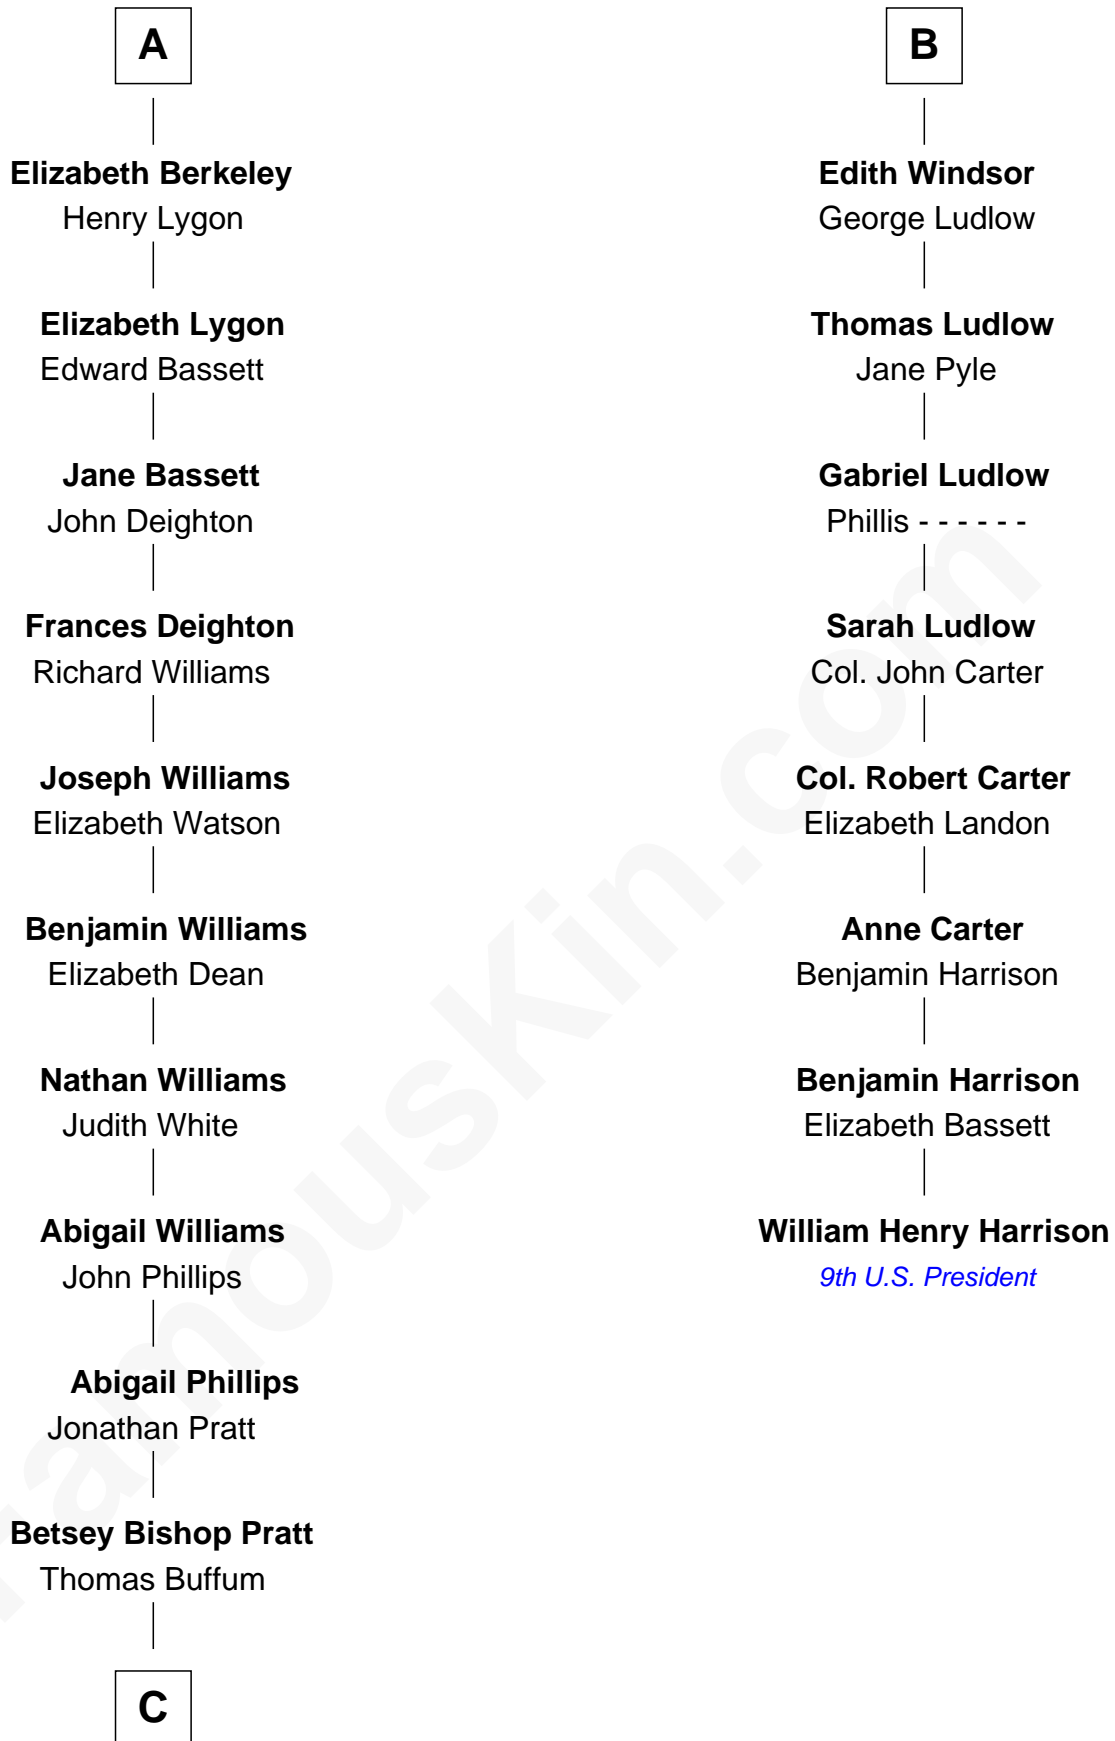 A
Elizabeth Berkeley
Henry Lygon
Elizabeth Lygon
Edward Bassett
Jane Bassett
John Deighton
Frances Deighton
Richard Williams
Joseph Williams
Elizabeth Watson
Benjamin Williams
Elizabeth Dean
Nathan Williams
Judith White
Abigail Williams
John Phillips
Abigail Phillips
Jonathan Pratt
Betsey Bishop Pratt
Thomas Buffum
C
B
Edith Windsor
George Ludlow
Thomas Ludlow
Jane Pyle
Gabriel Ludlow
Phillis - - - - - -
Sarah Ludlow
Col. John Carter
Col. Robert Carter
Elizabeth Landon
Anne Carter
Benjamin Harrison
Benjamin Harrison
Elizabeth Bassett
William Henry Harrison
9th U.S. President
FamousKin.com